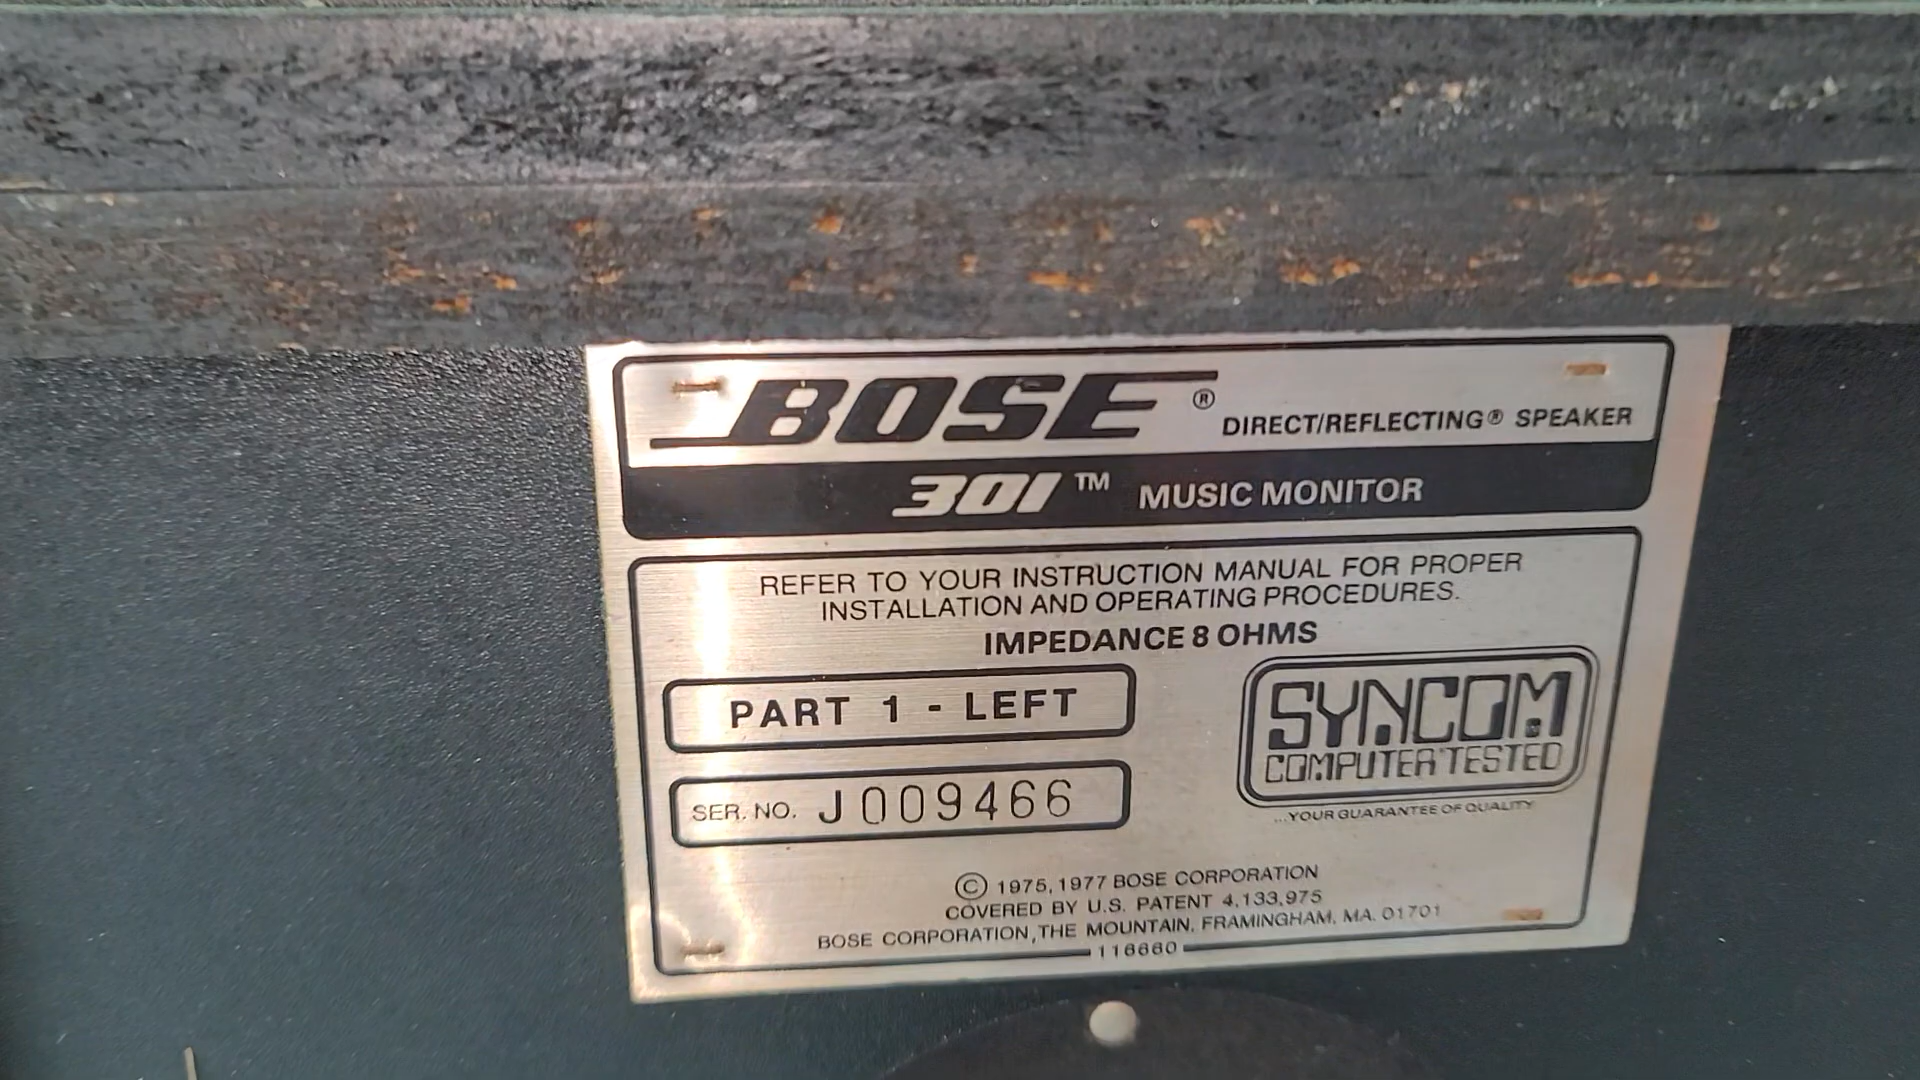 BOSE® DIRECT/REFLECTING® SPEAKER
301™ MUSIC MONITOR
REFER TO YOUR INSTRUCTION MANUAL FOR PROPER
INSTALLATION AND OPERATING PROCEDURES.
IMPEDANCE 8 OHMS
PART 1 - LEFT
SER. NO. J009466
SYNCOM
COMPUTER TESTED
...YOUR GUARANTEE OF QUALITY
© 1975, 1977 BOSE CORPORATION
COVERED BY U.S. PATENT 4,133,975
BOSE CORPORATION, THE MOUNTAIN, FRAMINGHAM, MA. 01701
116660